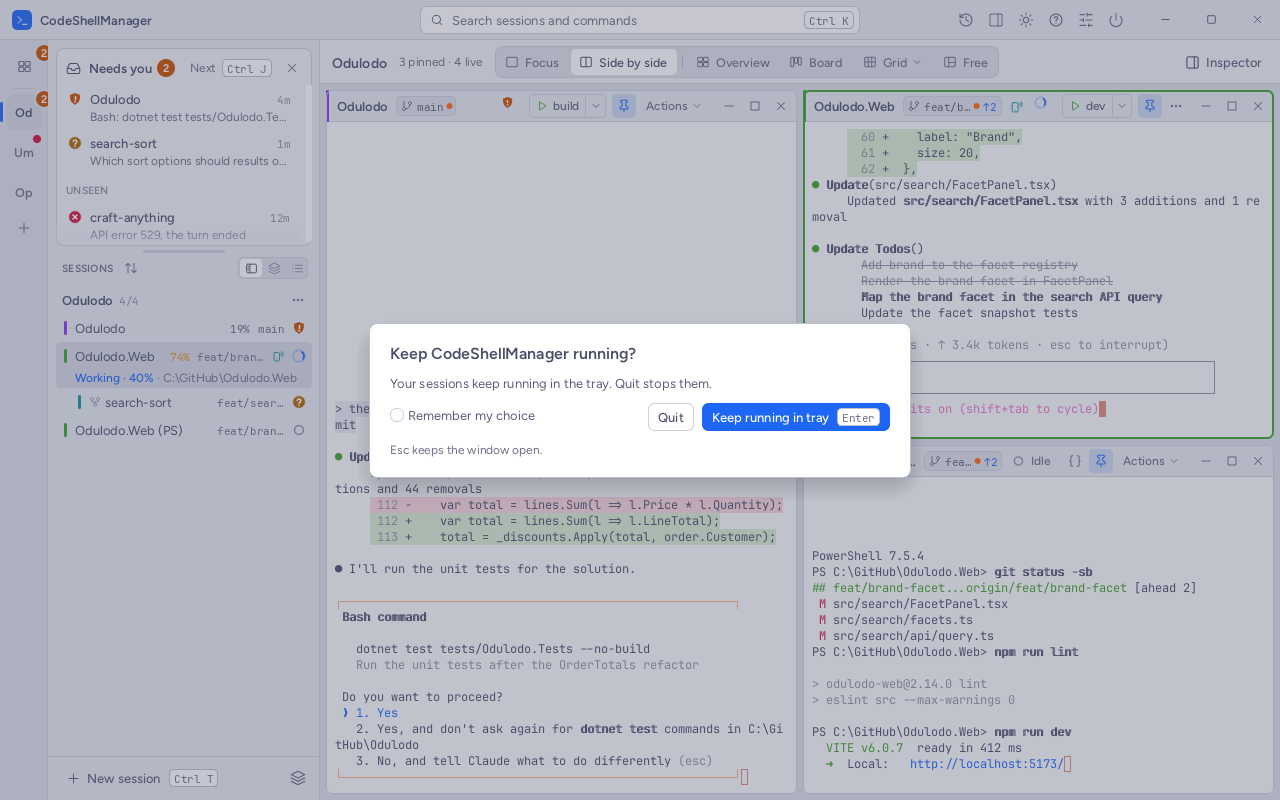 CodeShellManager
Search sessions and commands
Ctrl K
2
Needs you 2 Next Ctrl J
Odulodo 4m
Bash: dotnet test tests/Odulodo.Te...
search-sort 1m
Which sort options should results o...
UNSEEN
craft-anything 12m
API error 529, the turn ended
2
Od
Um
Op
SESSIONS
Odulodo 4/4
Odulodo 19% main
Odulodo.Web 74% feat/bran...
Working · 40% · C:\GitHub\Odulodo.Web
search-sort feat/sear...
Odulodo.Web (PS) feat/bran...
New session Ctrl T
Odulodo 3 pinned · 4 live Focus Side by side Overview Board Grid Free Inspector
Odulodo main build Actions
> the
mit
● Upd
tions and 44 removals
112 - var total = lines.Sum(l => l.Price * l.Quantity);
112 + var total = lines.Sum(l => l.LineTotal);
113 + total = _discounts.Apply(total, order.Customer);
● I'll run the unit tests for the solution.
Bash command
dotnet test tests/Odulodo.Tests --no-build
Run the unit tests after the OrderTotals refactor
Do you want to proceed?
❯ 1. Yes
2. Yes, and don't ask again for dotnet test commands in C:\Gi
tHub\Odulodo
3. No, and tell Claude what to do differently (esc)
Odulodo.Web feat/b... ↑2 dev
60 + label: "Brand",
61 + size: 20,
62 + },
● Update(src/search/FacetPanel.tsx)
Updated src/search/FacetPanel.tsx with 3 additions and 1 re
moval
● Update Todos()
Add brand to the facet registry
Render the brand facet in FacetPanel
Map the brand facet in the search API query
Update the facet snapshot tests
s · ↑ 3.4k tokens · esc to interrupt)
its on (shift+tab to cycle)
... fea... ↑2 Idle {} Actions
PowerShell 7.5.4
PS C:\GitHub\Odulodo.Web> git status -sb
## feat/brand-facet...origin/feat/brand-facet [ahead 2]
M src/search/FacetPanel.tsx
M src/search/facets.ts
M src/search/api/query.ts
PS C:\GitHub\Odulodo.Web> npm run lint
> odulodo-web@2.14.0 lint
> eslint src --max-warnings 0
PS C:\GitHub\Odulodo.Web> npm run dev
VITE v6.0.7 ready in 412 ms
➜ Local: http://localhost:5173/
Keep CodeShellManager running?
Your sessions keep running in the tray. Quit stops them.
Remember my choice Quit Keep running in tray Enter
Esc keeps the window open.